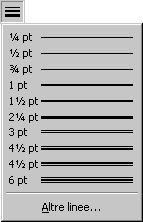 ¼ pt
½ pt
¾ pt
1 pt
1½ pt
2¼ pt
3 pt
4½ pt
4½ pt
6 pt
Altre linee...